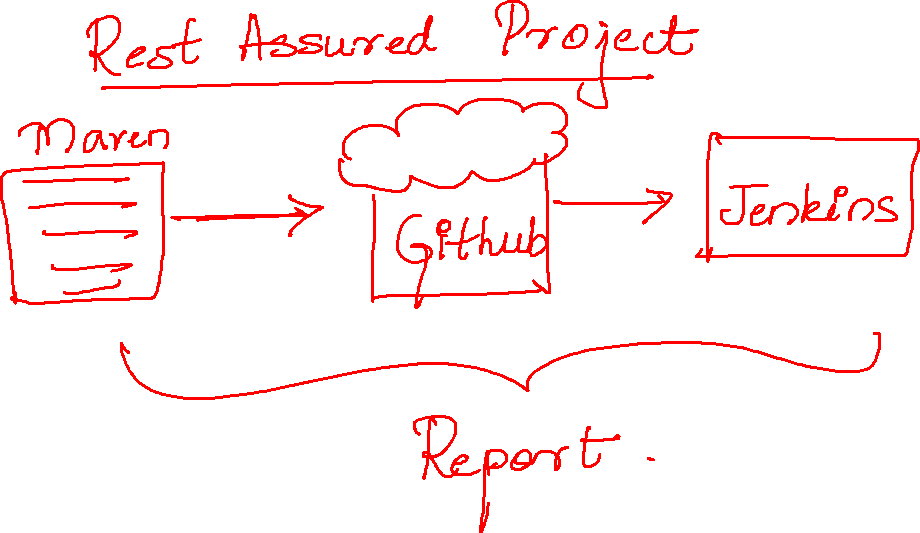 Rest Assured Project
Maven
Github
Jenkins
Report.